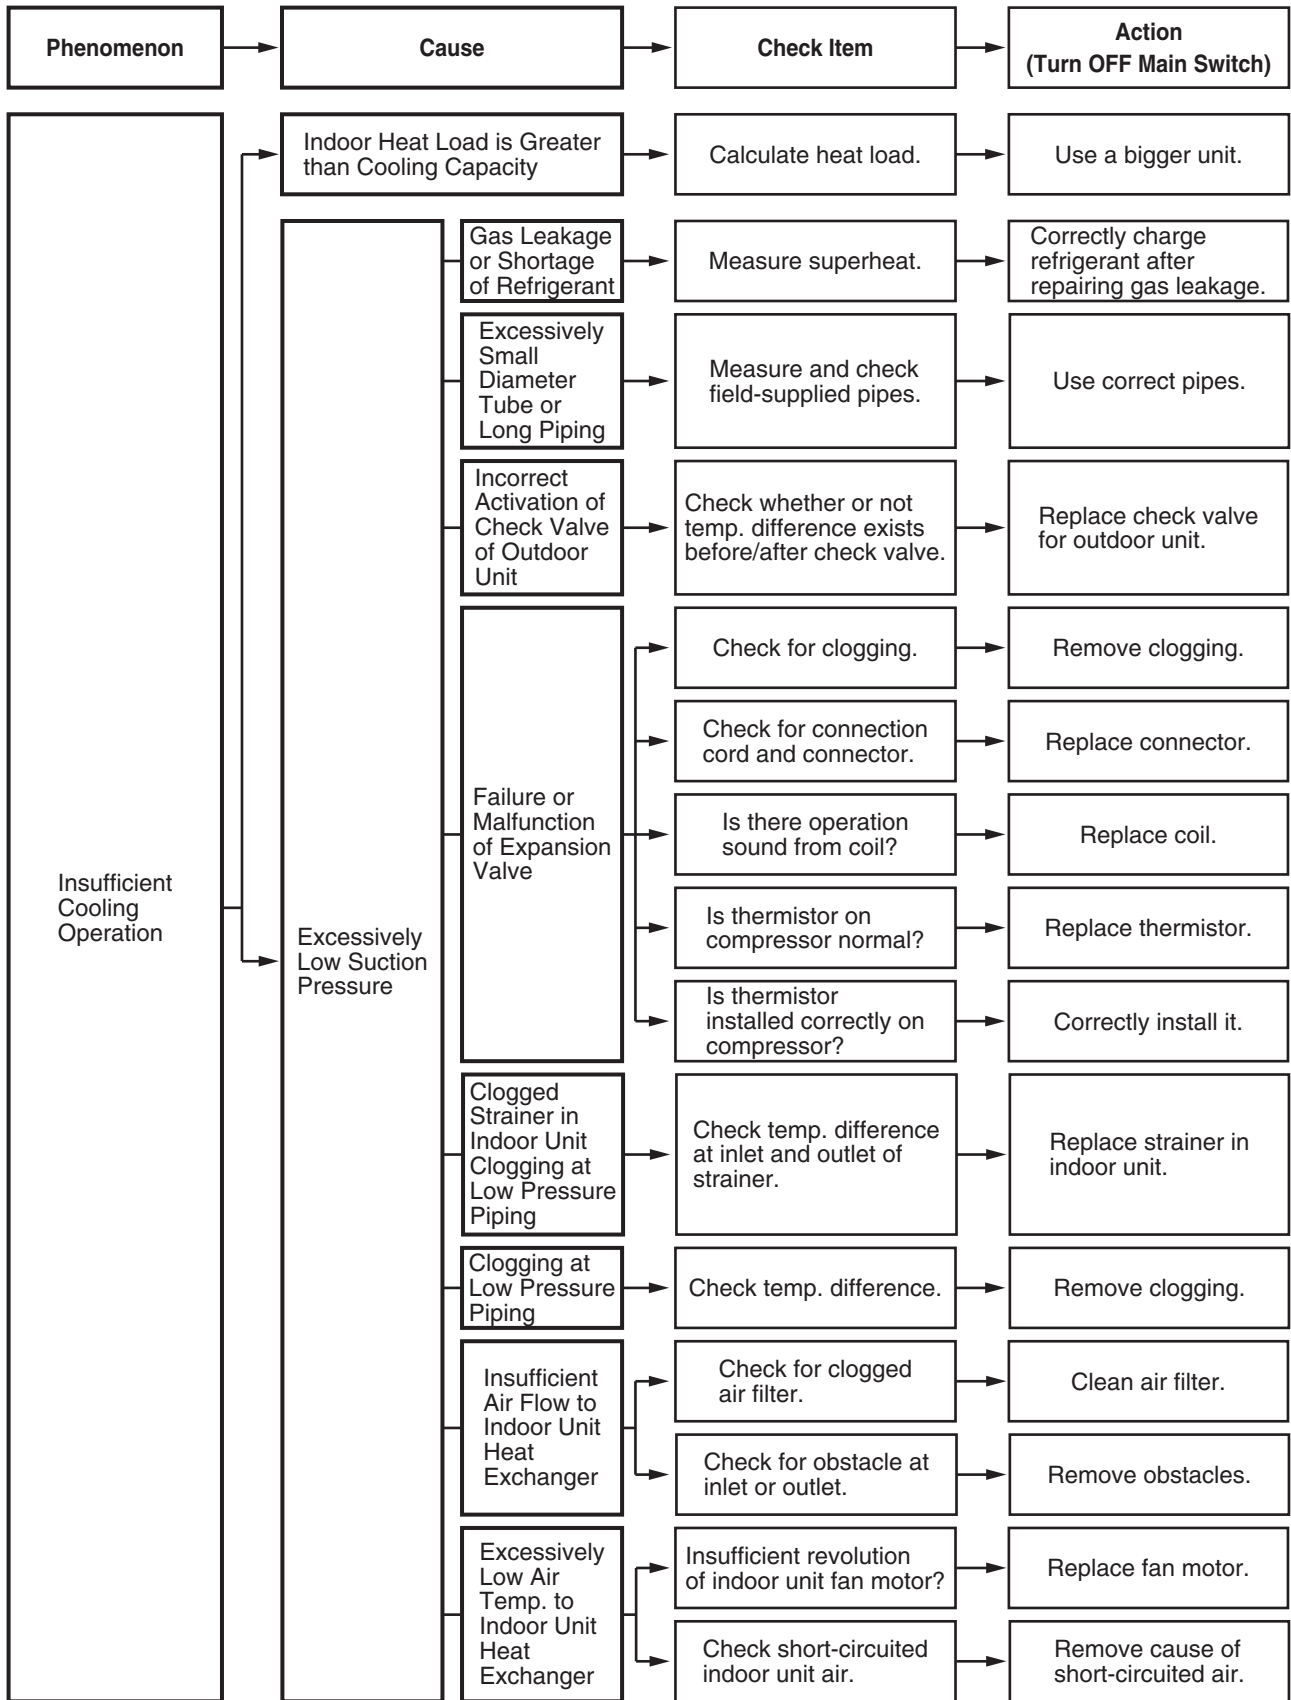 Phenomenon
Cause
Check Item
Action
(Turn OFF Main Switch)
Insufficient
Cooling
Operation
Indoor Heat Load is Greater
than Cooling Capacity
Calculate heat load.
Use a bigger unit.
Excessively
Low Suction
Pressure
Gas Leakage
or Shortage
of Refrigerant
Measure superheat.
Correctly charge
refrigerant after
repairing gas leakage.
Excessively
Small
Diameter
Tube or
Long Piping
Measure and check
field-supplied pipes.
Use correct pipes.
Incorrect
Activation of
Check Valve
of Outdoor
Unit
Check whether or not
temp. difference exists
before/after check valve.
Replace check valve
for outdoor unit.
Failure or
Malfunction
of Expansion
Valve
Check for clogging.
Remove clogging.
Check for connection
cord and connector.
Replace connector.
Is there operation
sound from coil?
Replace coil.
Is thermistor on
compressor normal?
Replace thermistor.
Is thermistor
installed correctly on
compressor?
Correctly install it.
Clogged
Strainer in
Indoor Unit
Clogging at
Low Pressure
Piping
Check temp. difference
at inlet and outlet of
strainer.
Replace strainer in
indoor unit.
Clogging at
Low Pressure
Piping
Check temp. difference.
Remove clogging.
Insufficient
Air Flow to
Indoor Unit
Heat
Exchanger
Check for clogged
air filter.
Clean air filter.
Check for obstacle at
inlet or outlet.
Remove obstacles.
Excessively
Low Air
Temp. to
Indoor Unit
Heat
Exchanger
Insufficient revolution
of indoor unit fan motor?
Replace fan motor.
Check short-circuited
indoor unit air.
Remove cause of
short-circuited air.